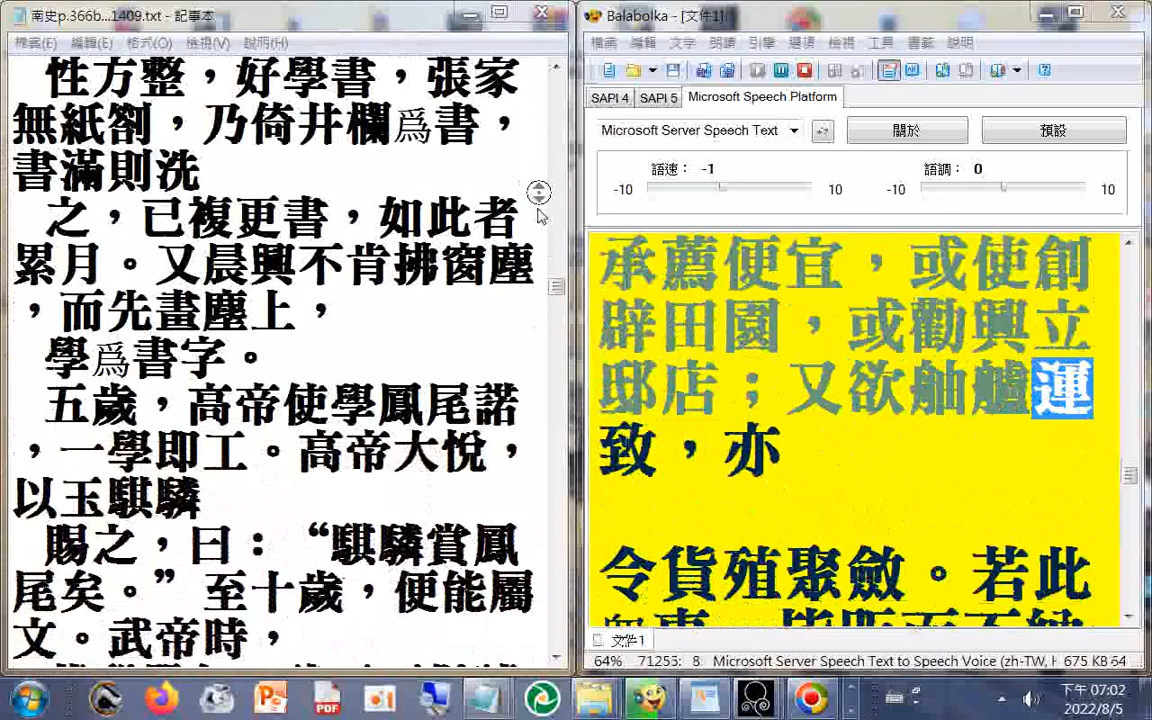 南史p.366b...1409.txt - 記事本
檔案(E) 編輯(E) 格式(O) 檢視(V) 說明(H)
性方整，好學書，張家
無紙劄，乃倚井欄爲書，
書滿則洗
之，已複更書，如此者
累月。又晨興不肯拂窗塵
，而先畫塵上，
學爲書字。
五歲，高帝使學鳳尾諾
，一學即工。高帝大悅，
以玉騏驎
賜之，曰：“騏驎賞鳳
尾矣。”至十歲，便能屬
文。武帝時，
Balabolka - [文件1]
檔案 編輯 文字 朗讀 引擎 選項 檢視 工具 書籤 說明
SAPI 4 SAPI 5 Microsoft Speech Platform
Microsoft Server Speech Text 關於 預設
語速： -1 語調： 0
-10 10 -10 10
承薦便宜，或使創
辟田園，或勸興立
邸店；又欲舳艫運
致，亦
令貨殖聚斂。若此
文件1
64% 71253: 8 Microsoft Server Speech Text to Speech Voice (zh-TW, H 675 KB 64
下午 07:02
2022/8/5